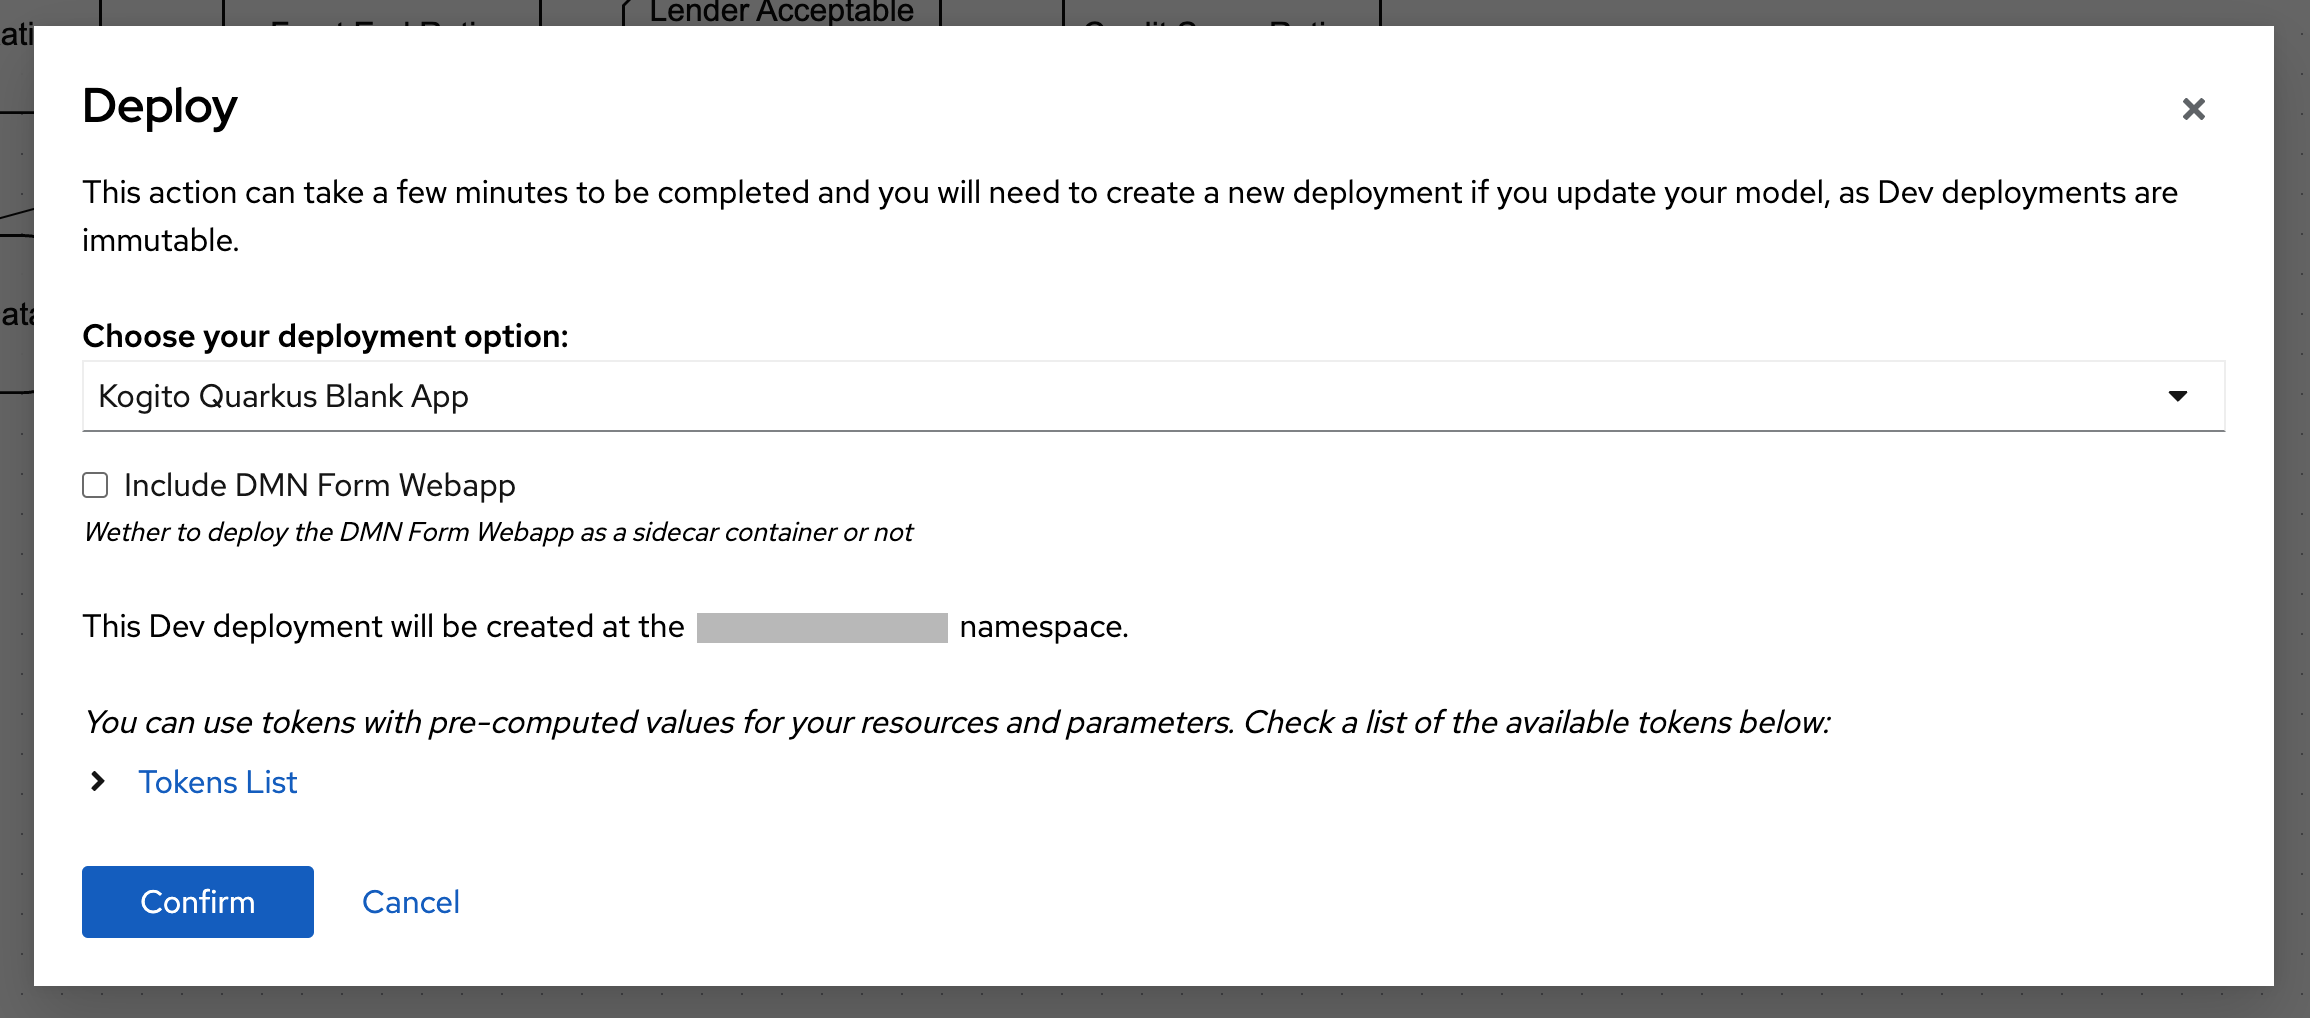 Lender Acceptable
Deploy
This action can take a few minutes to be completed and you will need to create a new deployment if you update your model, as Dev deployments are
immutable.
Choose your deployment option:
Kogito Quarkus Blank App
Include DMN Form Webapp
Wether to deploy the DMN Form Webapp as a sidecar container or not
This Dev deployment will be created at the namespace.
You can use tokens with pre-computed values for your resources and parameters. Check a list of the available tokens below:
Tokens List
Confirm Cancel